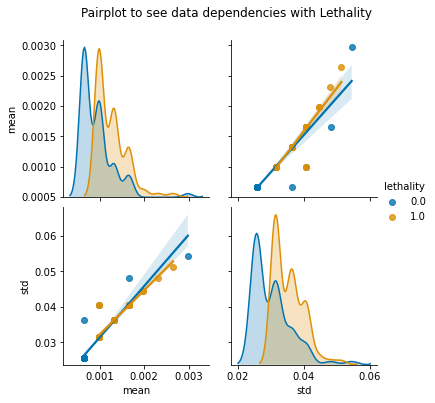 Pairplot to see data dependencies with Lethality
0.0030
0.0025
0.0020
0.0015
0.0010
0.0005
mean
lethality
0.0
1.0
0.06
0.05
0.04
0.03
std
0.001 0.002 0.003
mean
0.02 0.04 0.06
std